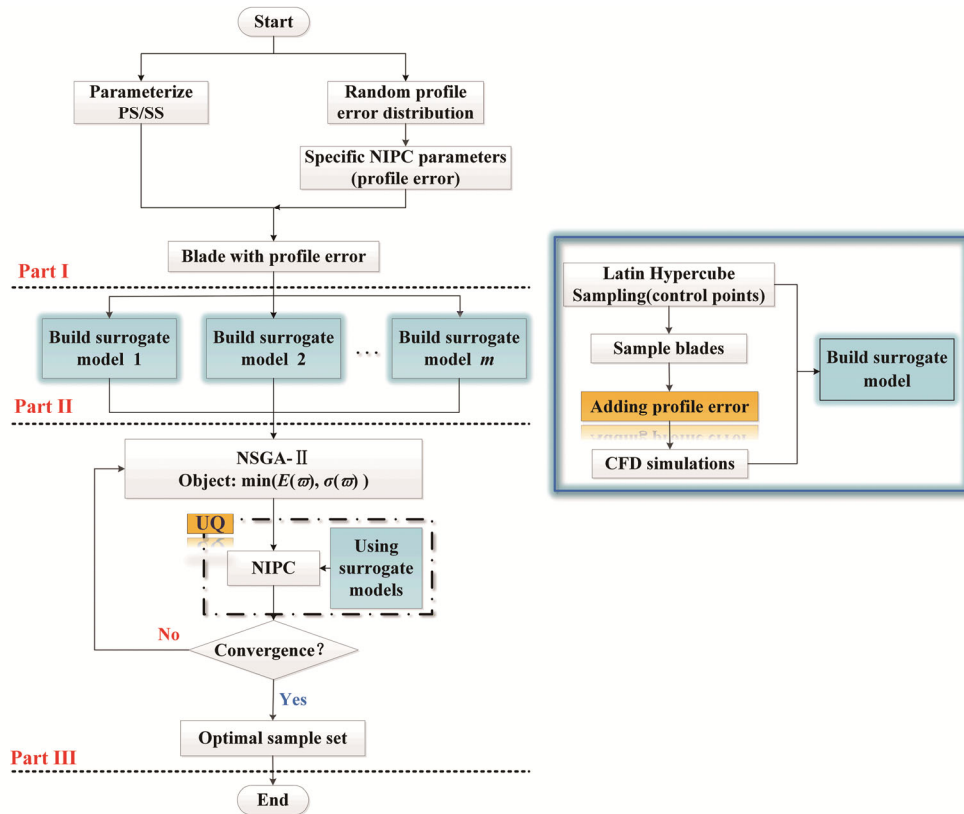 Start
Parameterize
PS/SS
Random profile
error distribution
Specific NIPC parameters
(profile error)
Blade with profile error
Part I
Build surrogate
model 1
Build surrogate
model 2
...
Build surrogate
model m
Part II
NSGA-Ⅱ
Object: min(E(ϖ), σ(ϖ) )
UQ
NIPC
Using
surrogate
models
No
Convergence?
Yes
Optimal sample set
Part III
End
Latin Hypercube
Sampling(control points)
Sample blades
Adding profile error
CFD simulations
Build surrogate
model